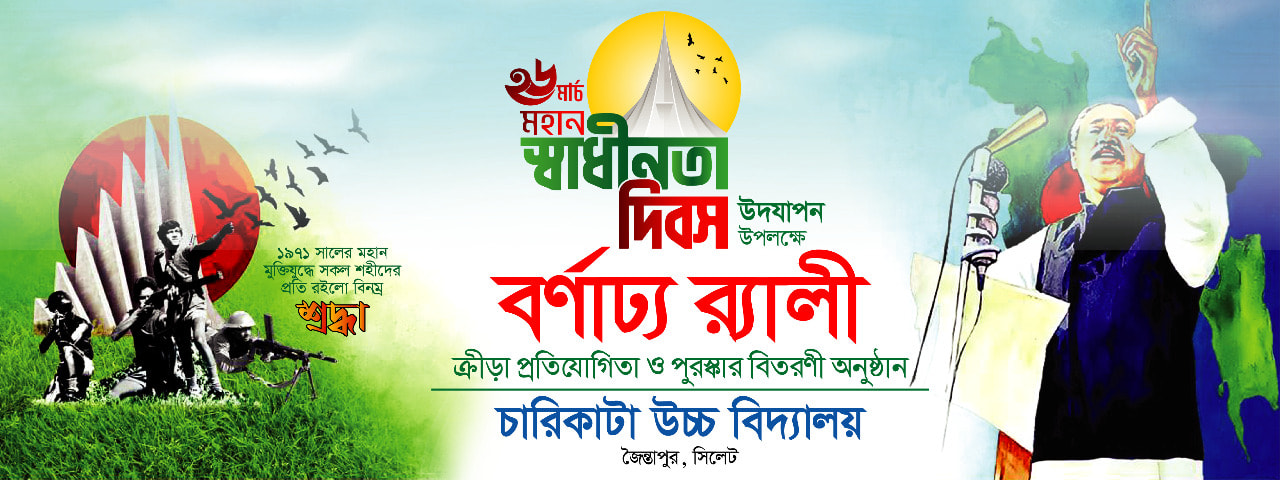 ১৯৭১ সালের মহান
মুক্তিযুদ্ধে সকল শহীদের
প্রতি রইলো বিনম্র
শ্রদ্ধা
২৬ মার্চ
মহান
স্বাধীনতা
দিবস
উদযাপন
উপলক্ষে
বর্ণাঢ্য র‍্যালী
ক্রীড়া প্রতিযোগিতা ও পুরস্কার বিতরণী অনুষ্ঠান
চারিকাটা উচ্চ বিদ্যালয়
জৈন্তাপুর, সিলেট